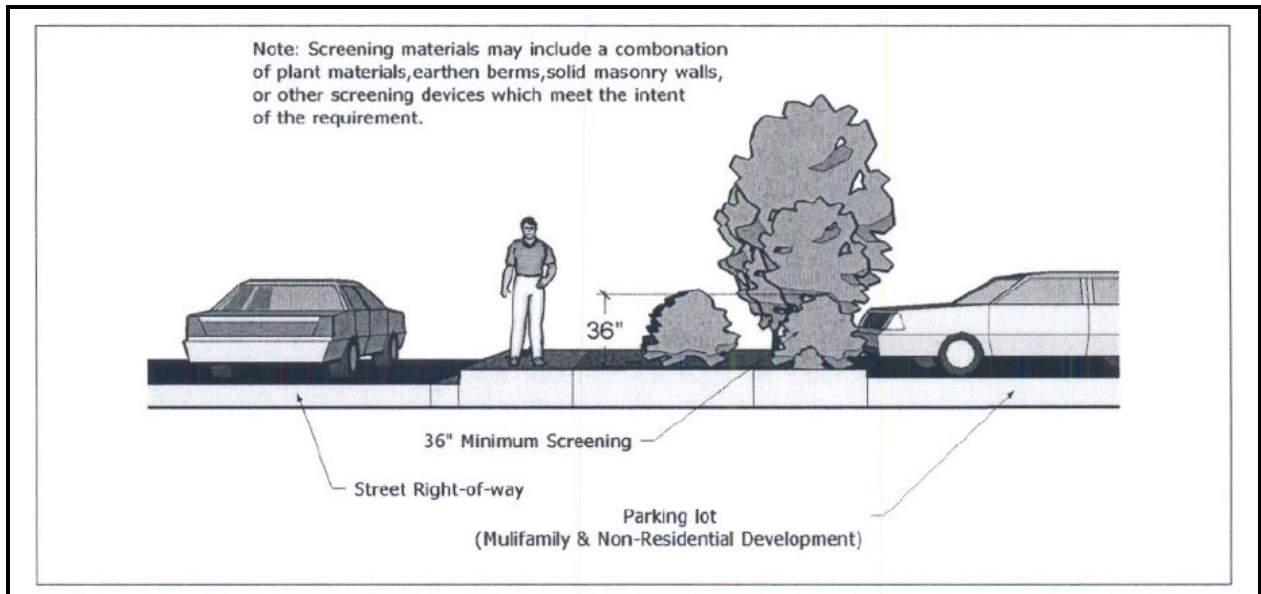 Note: Screening materials may include a combonation
of plant materials,earthen berms,solid masonry walls,
or other screening devices which meet the intent
of the requirement.
36"
36" Minimum Screening
Street Right-of-way
Parking lot
(Mulifamily & Non-Residential Development)